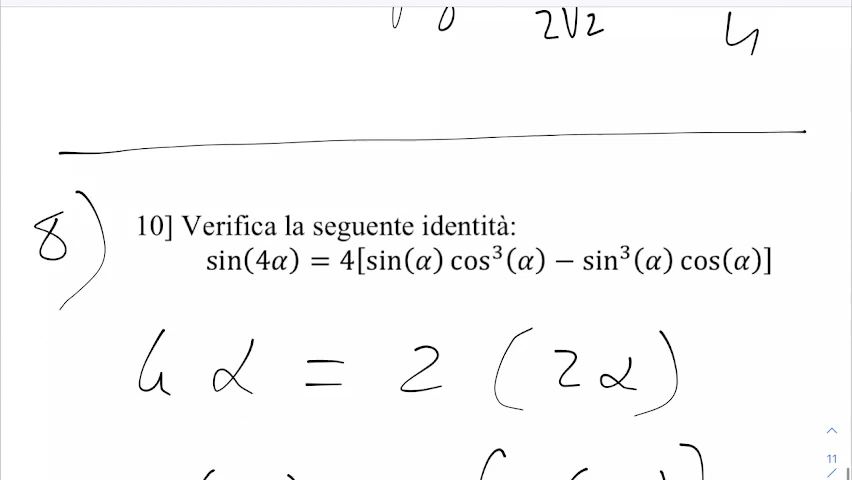 2√2 4
8) 10] Verifica la seguente identità:
sin(4α) = 4[sin(α) cos³(α) − sin³(α) cos(α)]
4 α = 2 (2α)
11